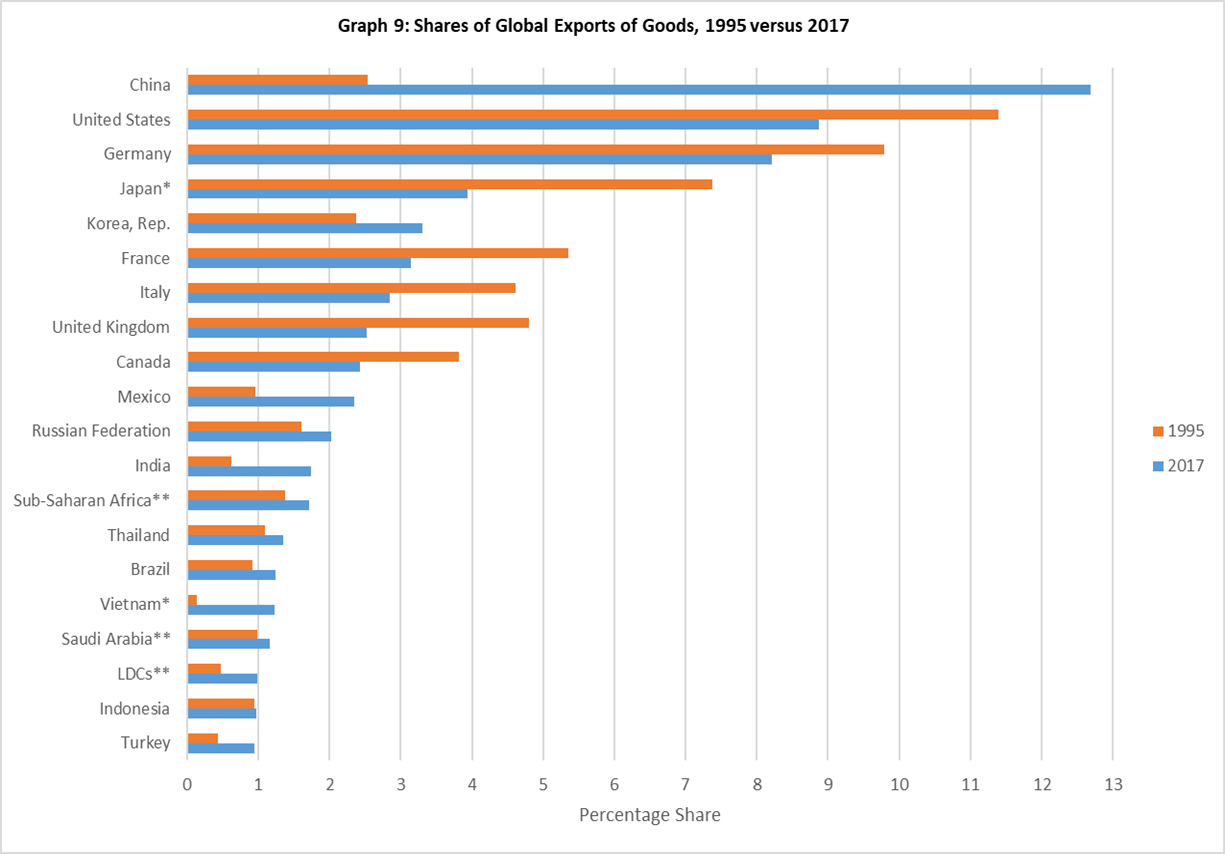 Graph 9: Shares of Global Exports of Goods, 1995 versus 2017
China
United States
Germany
Japan*
Korea, Rep.
France
Italy
United Kingdom
Canada
Mexico
Russian Federation
India
Sub-Saharan Africa**
Thailand
Brazil
Vietnam*
Saudi Arabia**
LDCs**
Indonesia
Turkey
1995
2017
0 1 2 3 4 5 6 7 8 9 10 11 12 13
Percentage Share